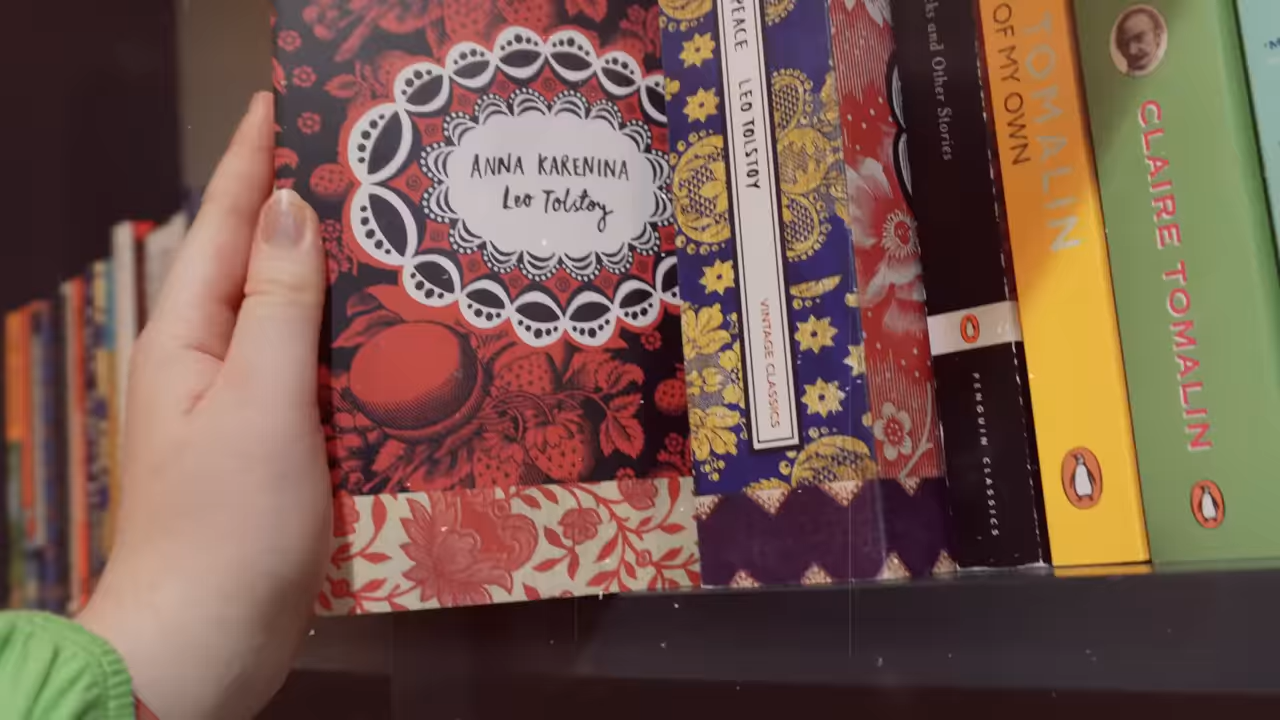 ANNA KARENINA
Leo Tolstoy
PEACE LEO TOLSTOY
VINTAGE CLASSICS
and Other Stories
PENGUIN CLASSICS
TOMALIN
OF MY OWN
CLAIRE TOMALIN